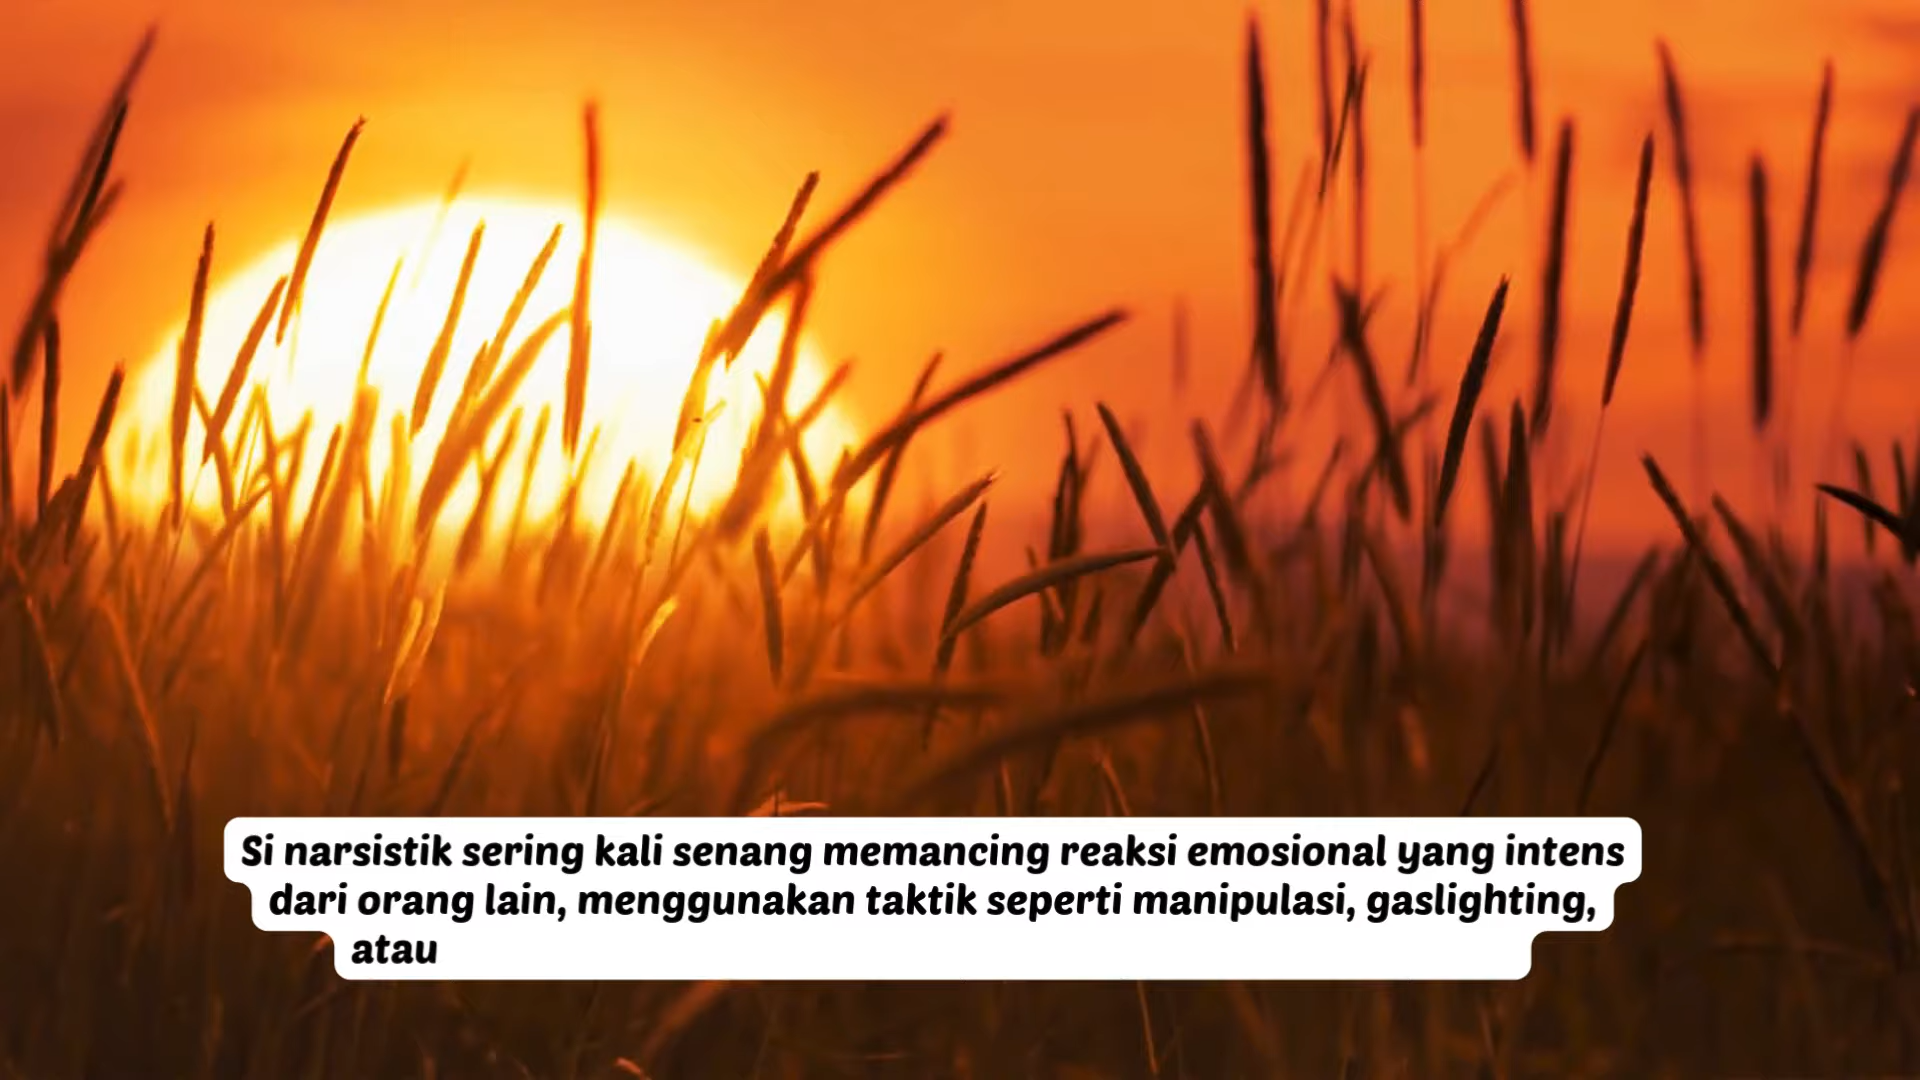 Si narsistik sering kali senang memancing reaksi emosional yang intens
dari orang lain, menggunakan taktik seperti manipulasi, gaslighting,
atau